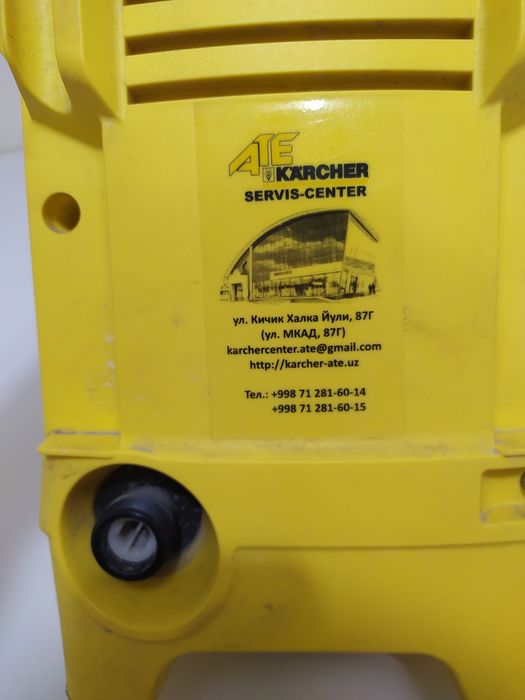 ATE
KÄRCHER
SERVIS-CENTER
KARCHER
ул. Кичик Халка Йули, 87Г
(ул. МКАД, 87Г)
karchercenter.ate@gmail.com
http://karcher-ate.uz
Тел.: +998 71 281-60-14
+998 71 281-60-15